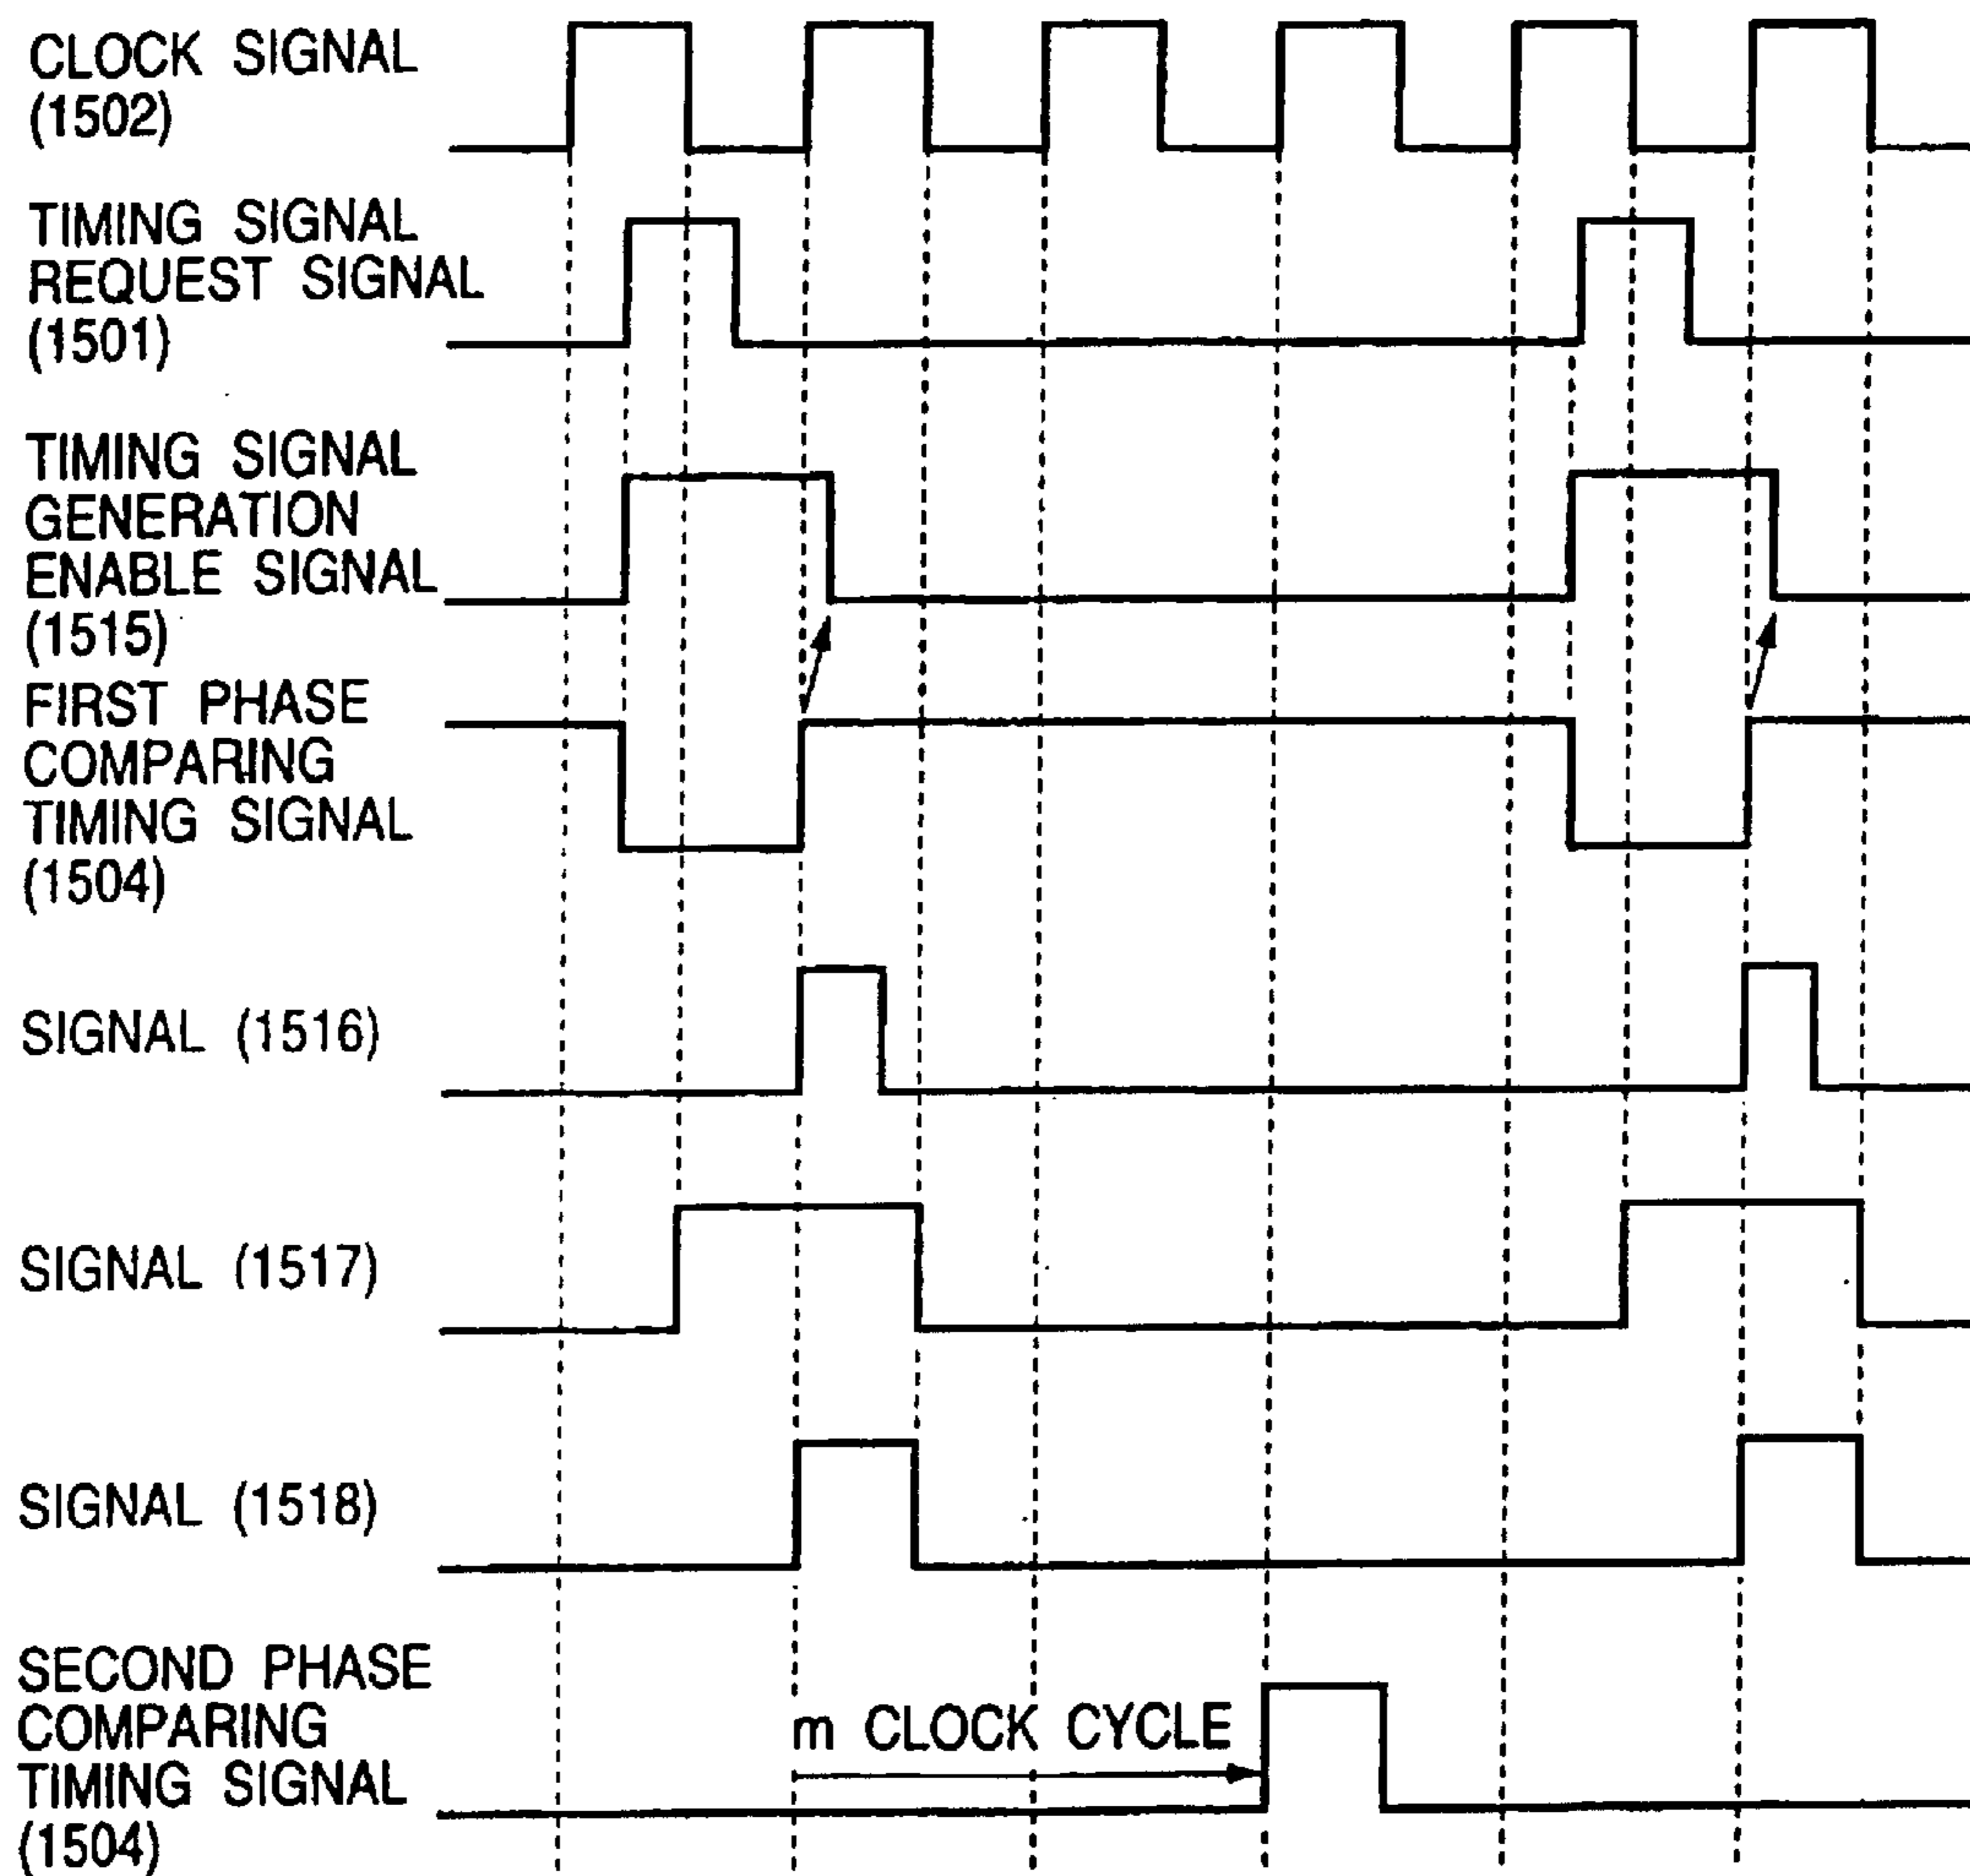 CLOCK SIGNAL
(1502)
TIMING SIGNAL
REQUEST SIGNAL
(1501)
TIMING SIGNAL
GENERATION
ENABLE SIGNAL
(1515)
FIRST PHASE
COMPARING
TIMING SIGNAL
(1504)
SIGNAL (1516)
SIGNAL (1517)
SIGNAL (1518)
SECOND PHASE
COMPARING
TIMING SIGNAL
(1504)
m CLOCK CYCLE